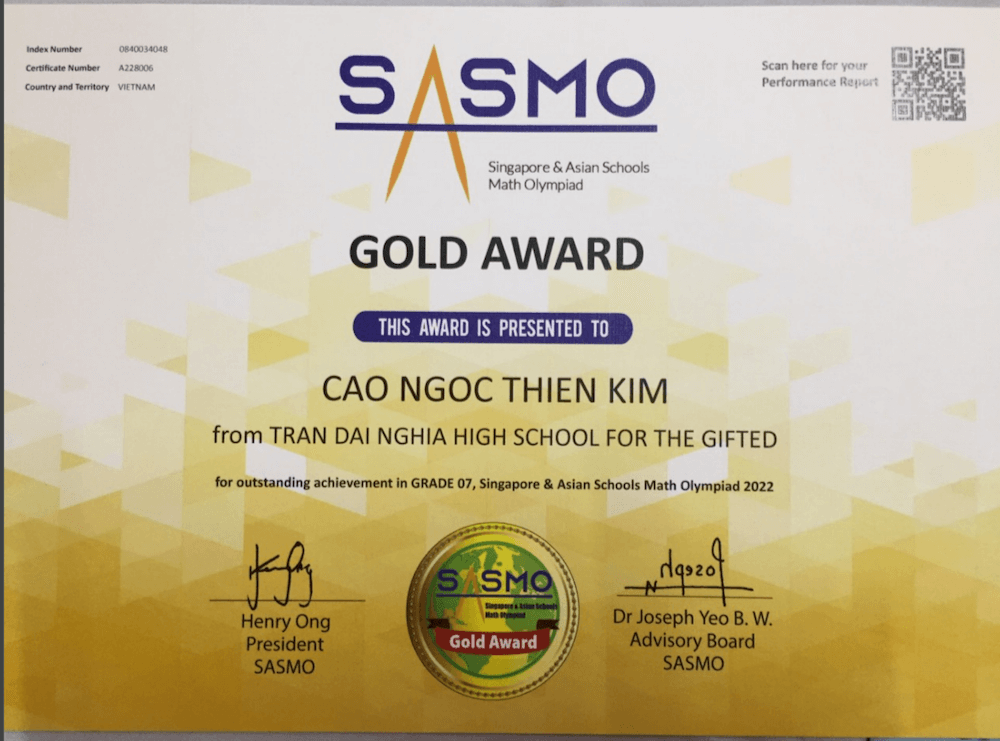 Index Number 0840034048
Certificate Number A228006
Country and Territory VIETNAM
Scan here for your
Performance Report
SASMO
Singapore & Asian Schools
Math Olympiad
GOLD AWARD
THIS AWARD IS PRESENTED TO
CAO NGOC THIEN KIM
from TRAN DAI NGHIA HIGH SCHOOL FOR THE GIFTED
for outstanding achievement in GRADE 07, Singapore & Asian Schools Math Olympiad 2022
Henry Ong
President
SASMO
SASMO
Singapore & Asian Schools
Math Olympiad
Gold Award
Dr Joseph Yeo B. W.
Advisory Board
SASMO